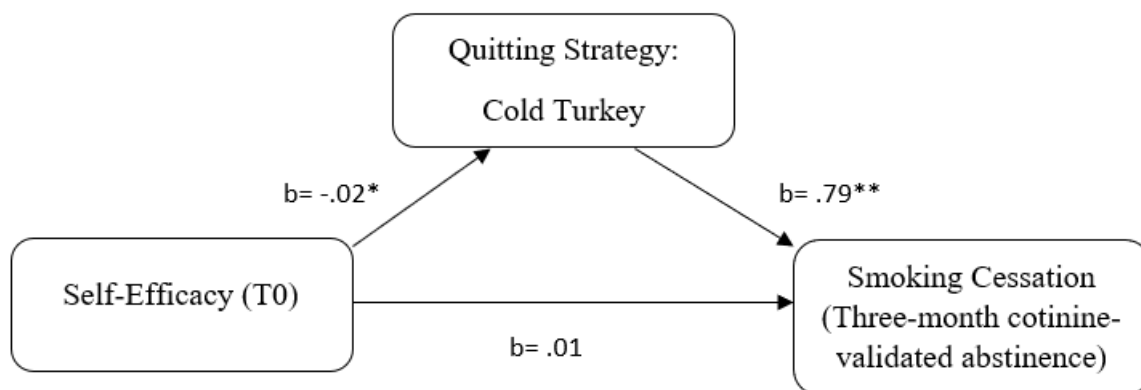 Quitting Strategy:
Cold Turkey
b= -.02*
b= .79**
Self-Efficacy (T0)
Smoking Cessation
(Three-month cotinine-
validated abstinence)
b= .01